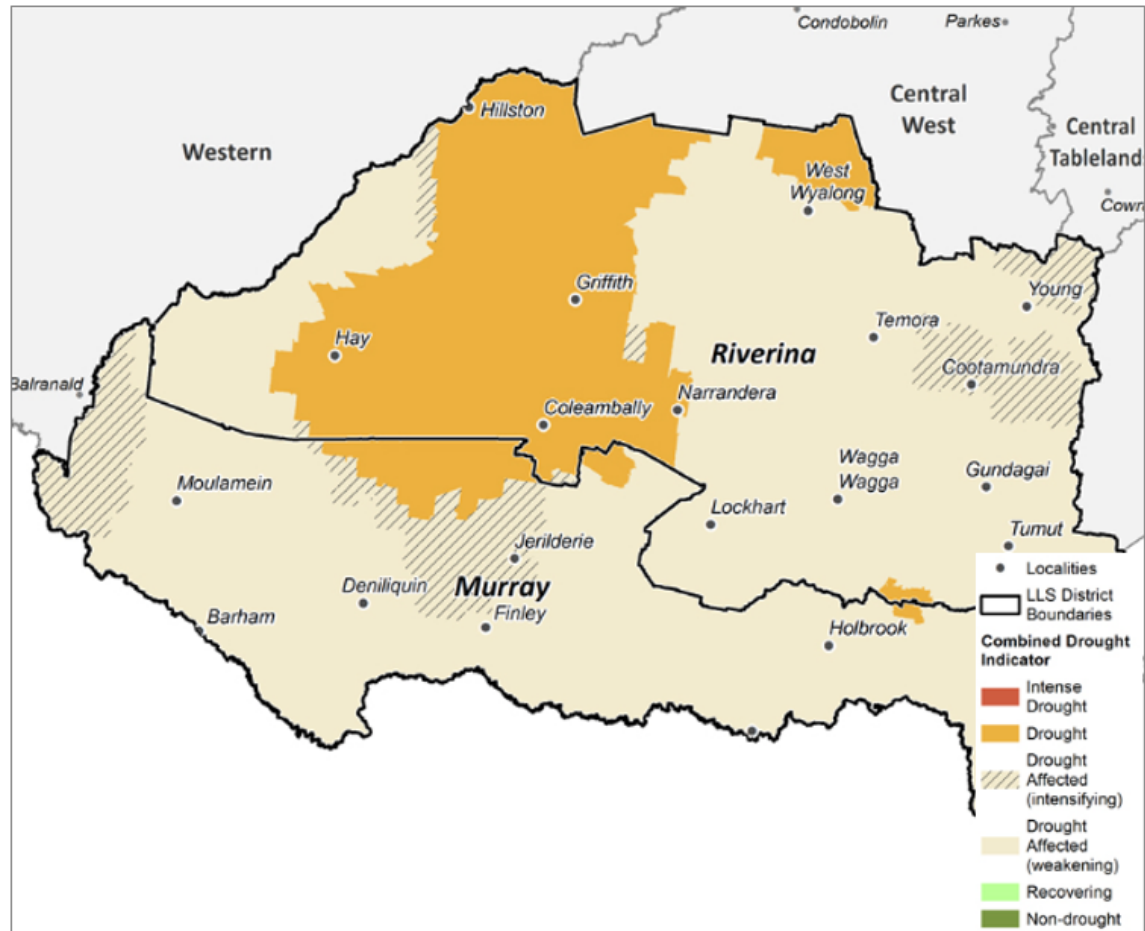 Condobolin
Parkes
Central
West
Hillston
Western
Central
Tableland
West
Wyalong
Cowr
Griffith
Young
Temora
Hay
Riverina
Cootamundra
Balranald
Narrandera
Coleambally
Wagga
Wagga
Moulamein
Gundagai
Lockhart
Tumut
Jerilderie
Deniliquin
Murray
Barham
Finley
Holbrook
Localities
LLS District
Boundaries
Combined Drought
Indicator
Intense
Drought
Drought
Drought
Affected
(intensifying)
Drought
Affected
(weakening)
Recovering
Non-drought